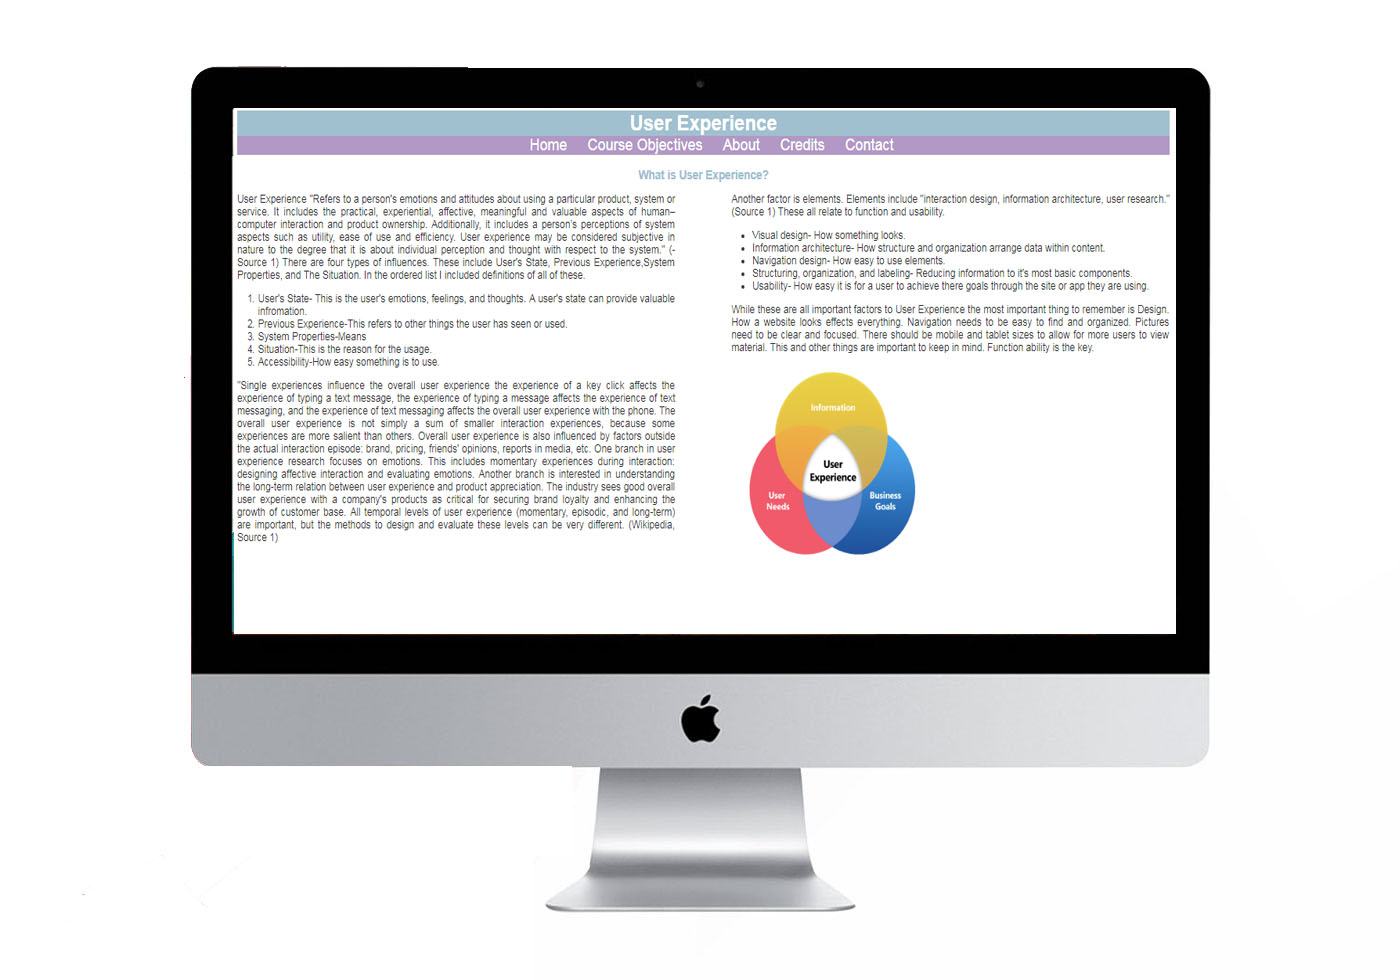 User Experience
Home Course Objectives About Credits Contact
What is User Experience?
User Experience "Refers to a person's emotions and attitudes about using a particular product, system or
service. It includes the practical, experiential, affective, meaningful and valuable aspects of human–
computer interaction and product ownership. Additionally, it includes a person's perceptions of system
aspects such as utility, ease of use and efficiency. User experience may be considered subjective in
nature to the degree that it is about individual perception and thought with respect to the system." (-
Source 1) There are four types of influences. These include User's State, Previous Experience,System
Properties, and The Situation. In the ordered list I included definitions of all of these.
1. User's State- This is the user's emotions, feelings, and thoughts. A user's state can provide valuable
infromation.
2. Previous Experience-This refers to other things the user has seen or used.
3. System Properties-Means
4. Situation-This is the reason for the usage.
5. Accessibility-How easy something is to use.
"Single experiences influence the overall user experience the experience of a key click affects the
experience of typing a text message, the experience of typing a message affects the experience of text
messaging, and the experience of text messaging affects the overall user experience with the phone. The
overall user experience is not simply a sum of smaller interaction experiences, because some
experiences are more salient than others. Overall user experience is also influenced by factors outside
the actual interaction episode: brand, pricing, friends' opinions, reports in media, etc. One branch in user
experience research focuses on emotions. This includes momentary experiences during interaction:
designing affective interaction and evaluating emotions. Another branch is interested in understanding
the long-term relation between user experience and product appreciation. The industry sees good overall
user experience with a company's products as critical for securing brand loyalty and enhancing the
growth of customer base. All temporal levels of user experience (momentary, episodic, and long-term)
are important, but the methods to design and evaluate these levels can be very different. (Wikipedia,
Source 1)
Another factor is elements. Elements include "interaction design, information architecture, user research."
(Source 1) These all relate to function and usability.
• Visual design- How something looks.
• Information architecture- How structure and organization arrange data within content.
• Navigation design- How easy to use elements.
• Structuring, organization, and labeling- Reducing information to it's most basic components.
• Usability- How easy it is for a user to achieve there goals through the site or app they are using.
While these are all important factors to User Experience the most important thing to remember is Design.
How a website looks effects everything. Navigation needs to be easy to find and organized. Pictures
need to be clear and focused. There should be mobile and tablet sizes to allow for more users to view
material. This and other things are important to keep in mind. Function ability is the key.
Information
User
Experience
User
Needs
Business
Goals